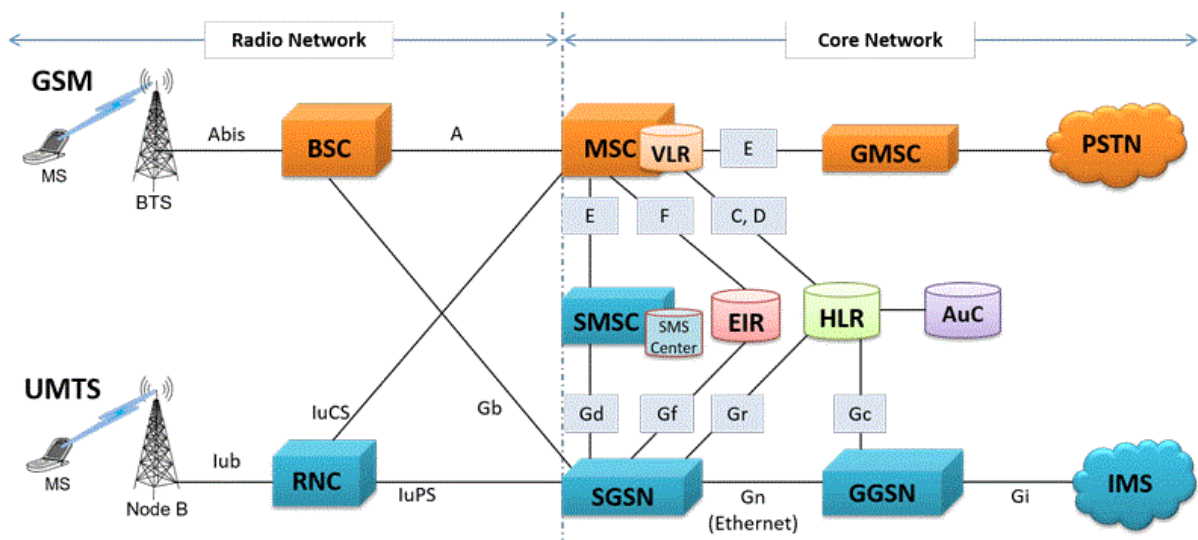 Radio Network
Core Network
GSM
MS
BTS
Abis
BSC
A
MSC
VLR
E
GMSC
PSTN
E
F
C, D
SMSC
SMS
Center
EIR
HLR
AuC
UMTS
MS
Node B
Iub
IuCS
Gb
RNC
IuPS
Gd
Gf
Gr
Gc
SGSN
Gn
(Ethernet)
GGSN
Gi
IMS